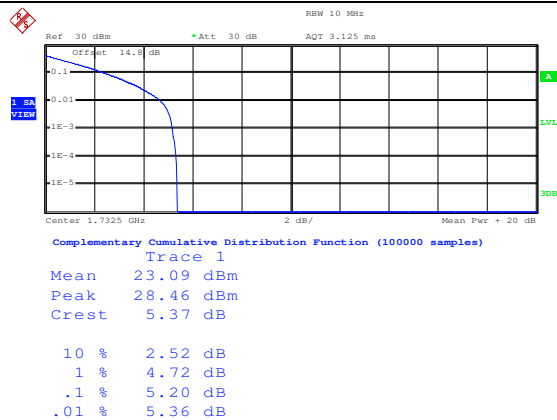 RBW 10 MHz
Ref 30 dBm *Att 30 dB AQT 3.125 ms
Offset 14.8 dB
0.1
A
0.01
1 SA
VIEW
1E-3
LVL
1E-4
1E-5
3DB
Center 1.7325 GHz 2 dB/ Mean Pwr + 20 dB
Complementary Cumulative Distribution Function (100000 samples)
Trace 1
Mean 23.09 dBm
Peak 28.46 dBm
Crest 5.37 dB
10 % 2.52 dB
1 % 4.72 dB
.1 % 5.20 dB
.01 % 5.36 dB